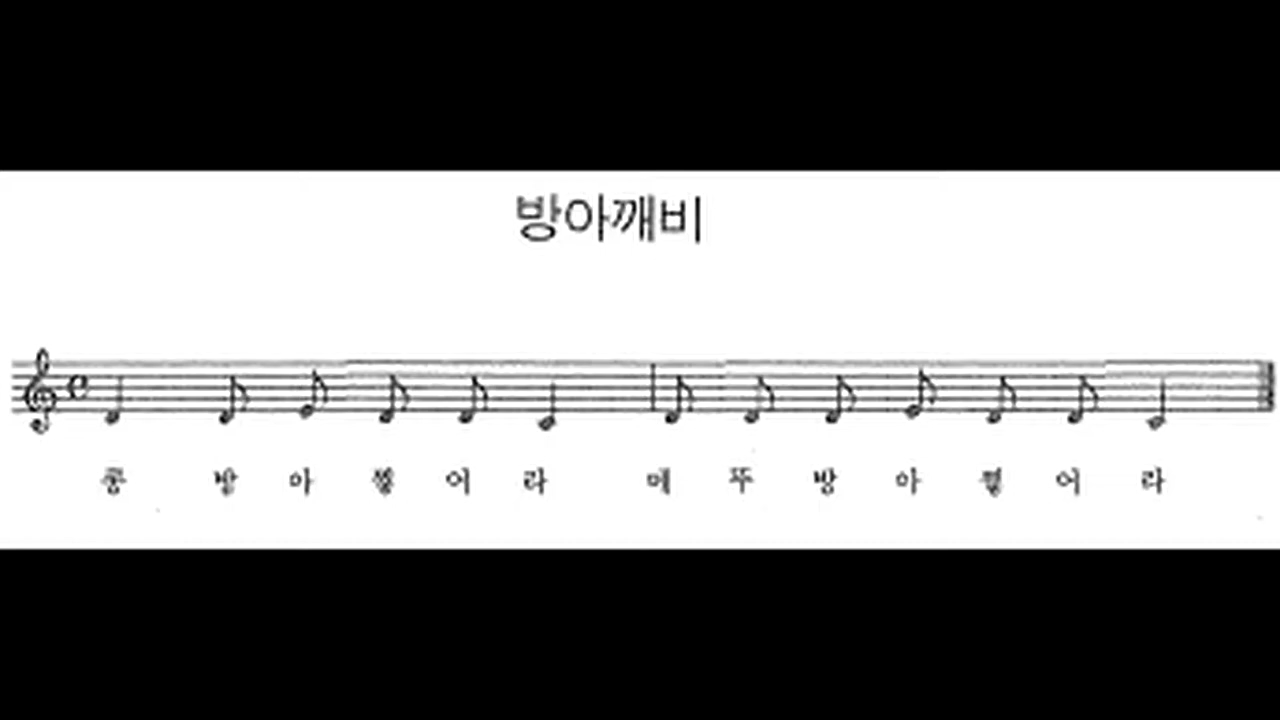 방아깨비
콩 방 아 찧 어 라 메 뚜 방 아 찧 어 라